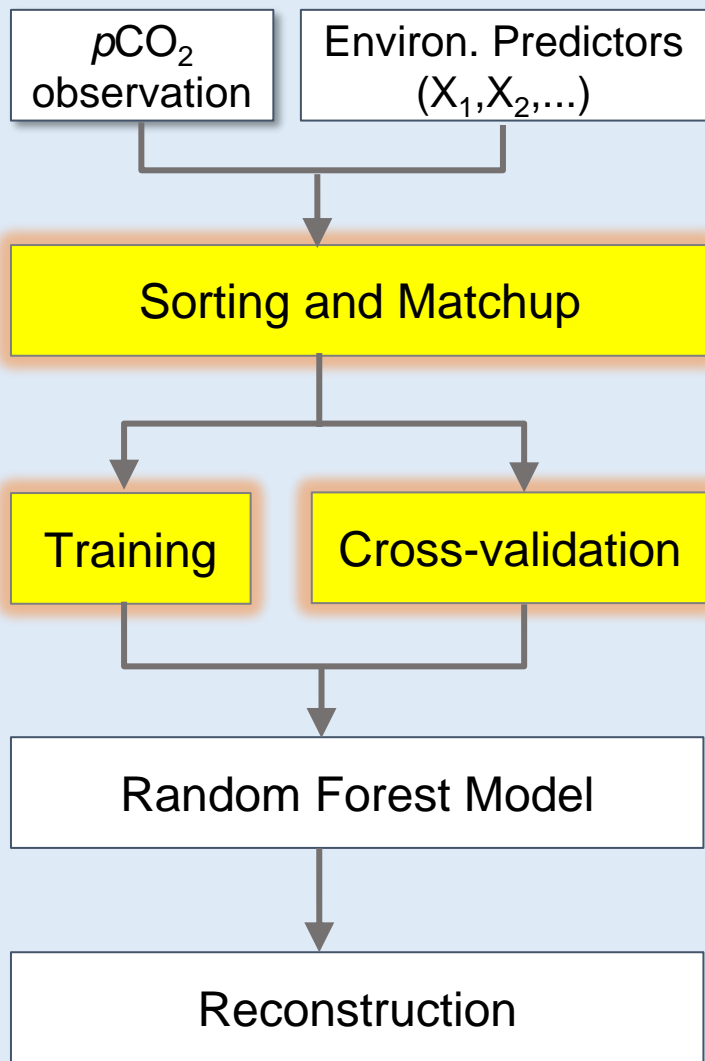 pCO₂
observation
Environ. Predictors
(X₁,X₂,...)
Sorting and Matchup
Training
Cross-validation
Random Forest Model
Reconstruction